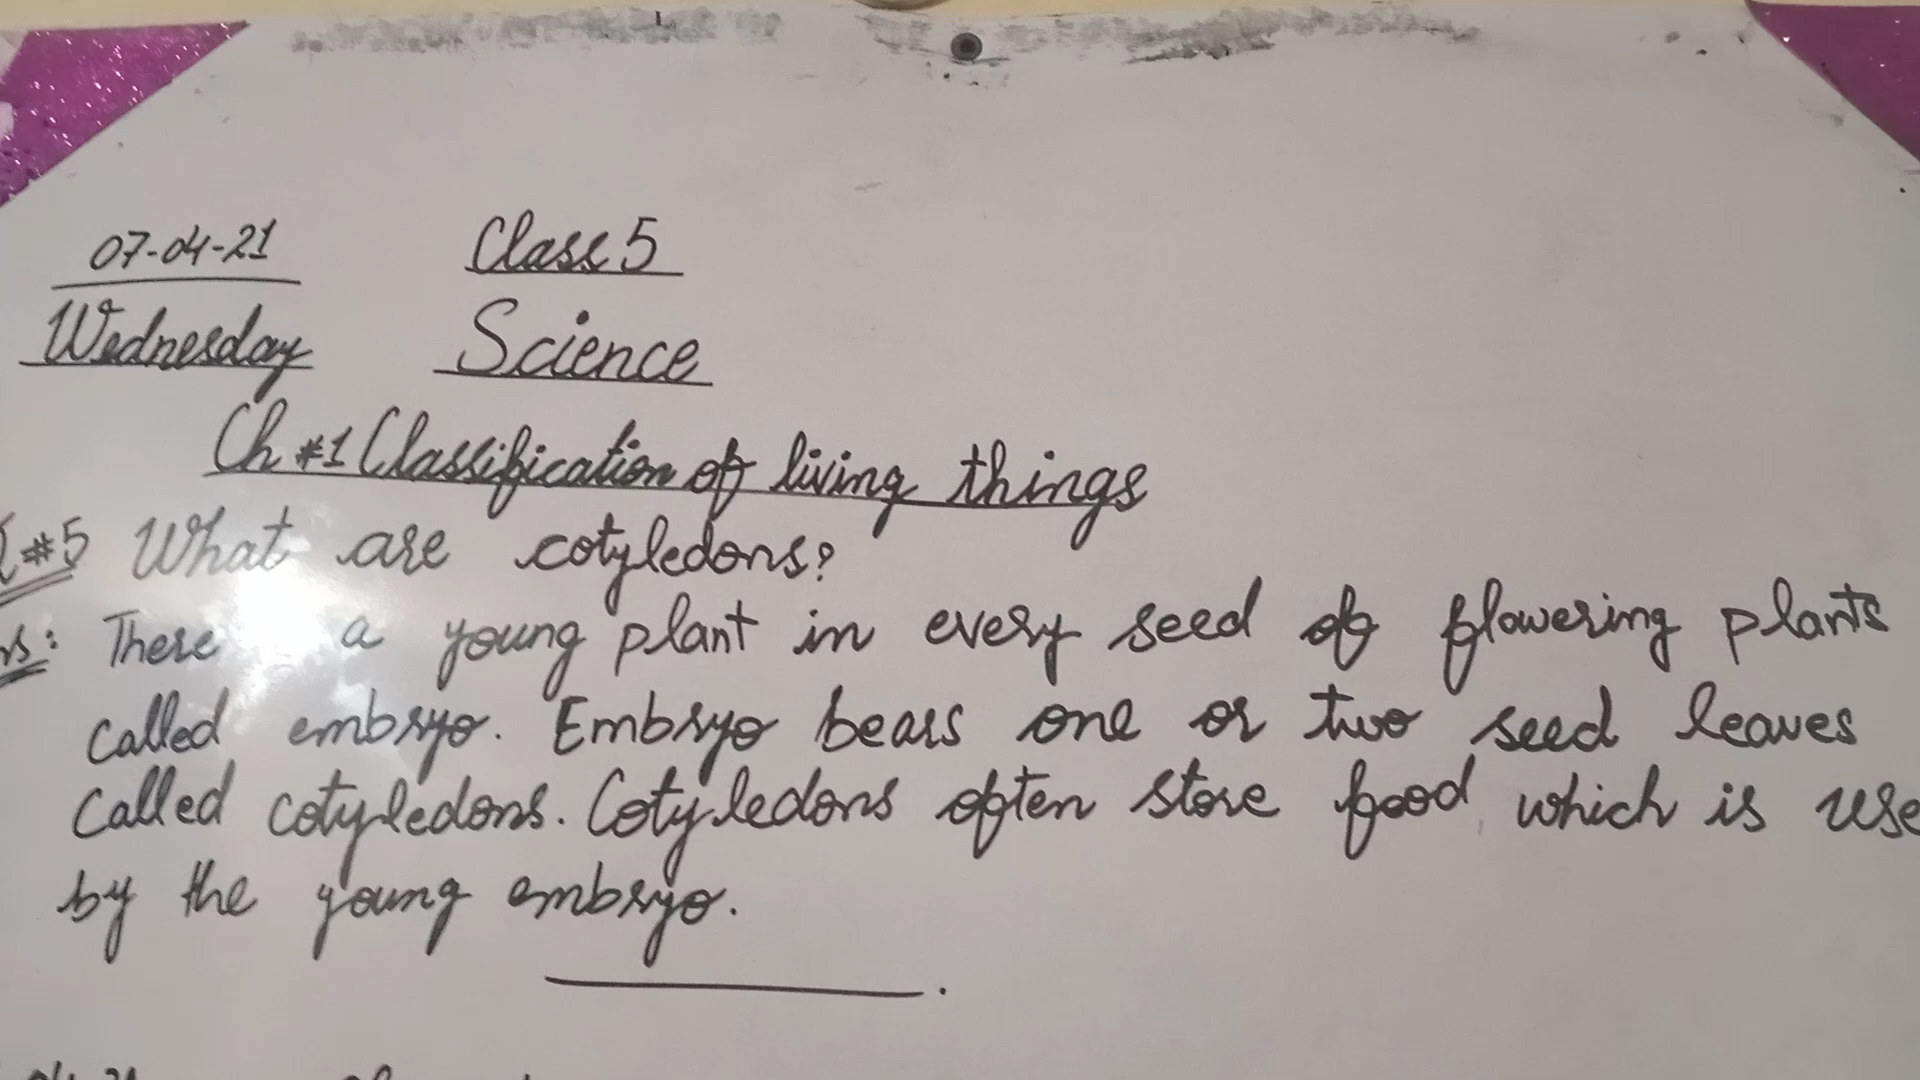 07-04-21 Class 5
Wednesday Science
Ch #1 Classification of living things
#5 What are cotyledons?
There a young plant in every seed of flowering plants
called embryo. Embryo bears one or two seed leaves
called cotyledons. Cotyledons often store food which is use
by the young embryo.